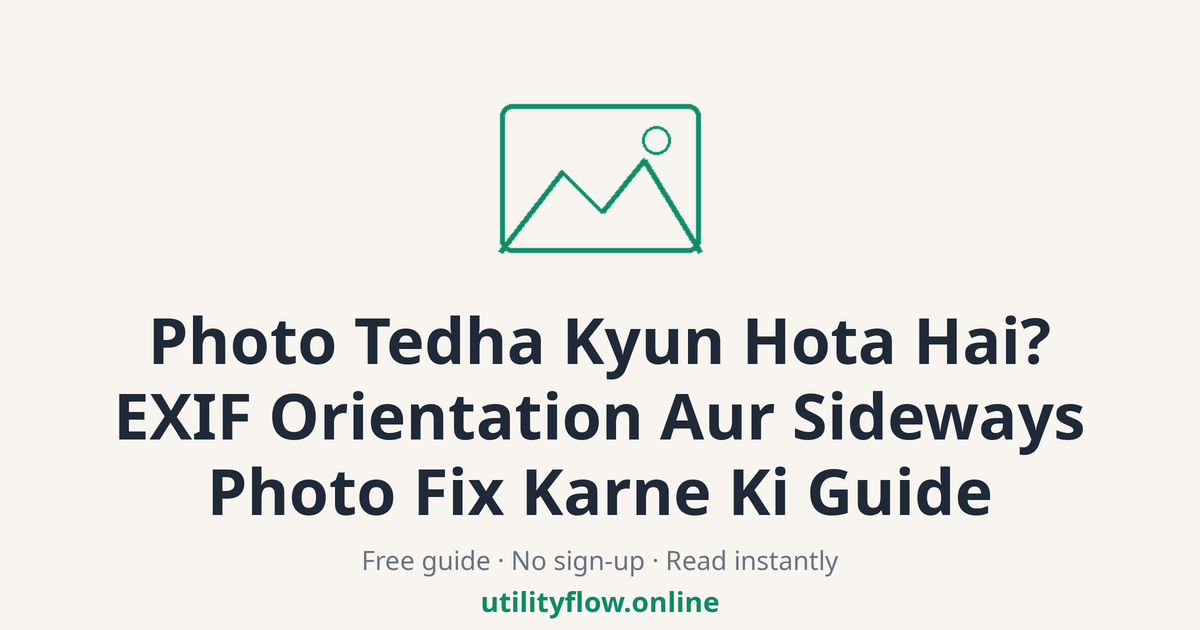 Photo Tedha Kyun Hota Hai?
EXIF Orientation Aur Sideways
Photo Fix Karne Ki Guide
Free guide · No sign-up · Read instantly
utilityflow.online